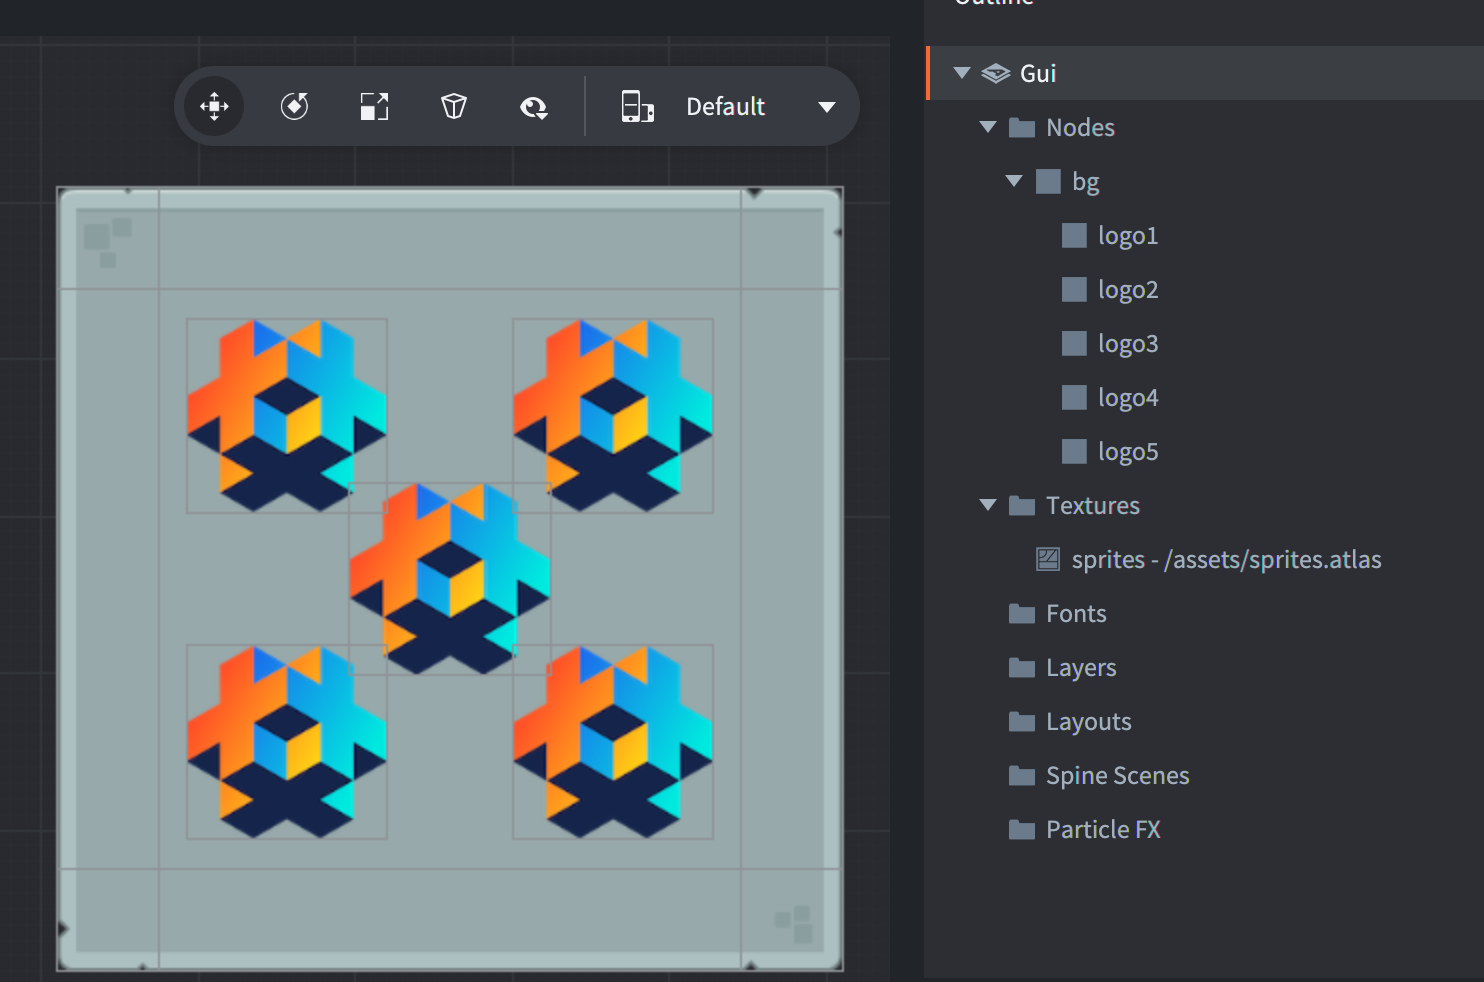 Outline
Default
Gui
Nodes
bg
logo1
logo2
logo3
logo4
logo5
Textures
sprites - /assets/sprites.atlas
Fonts
Layers
Layouts
Spine Scenes
Particle FX